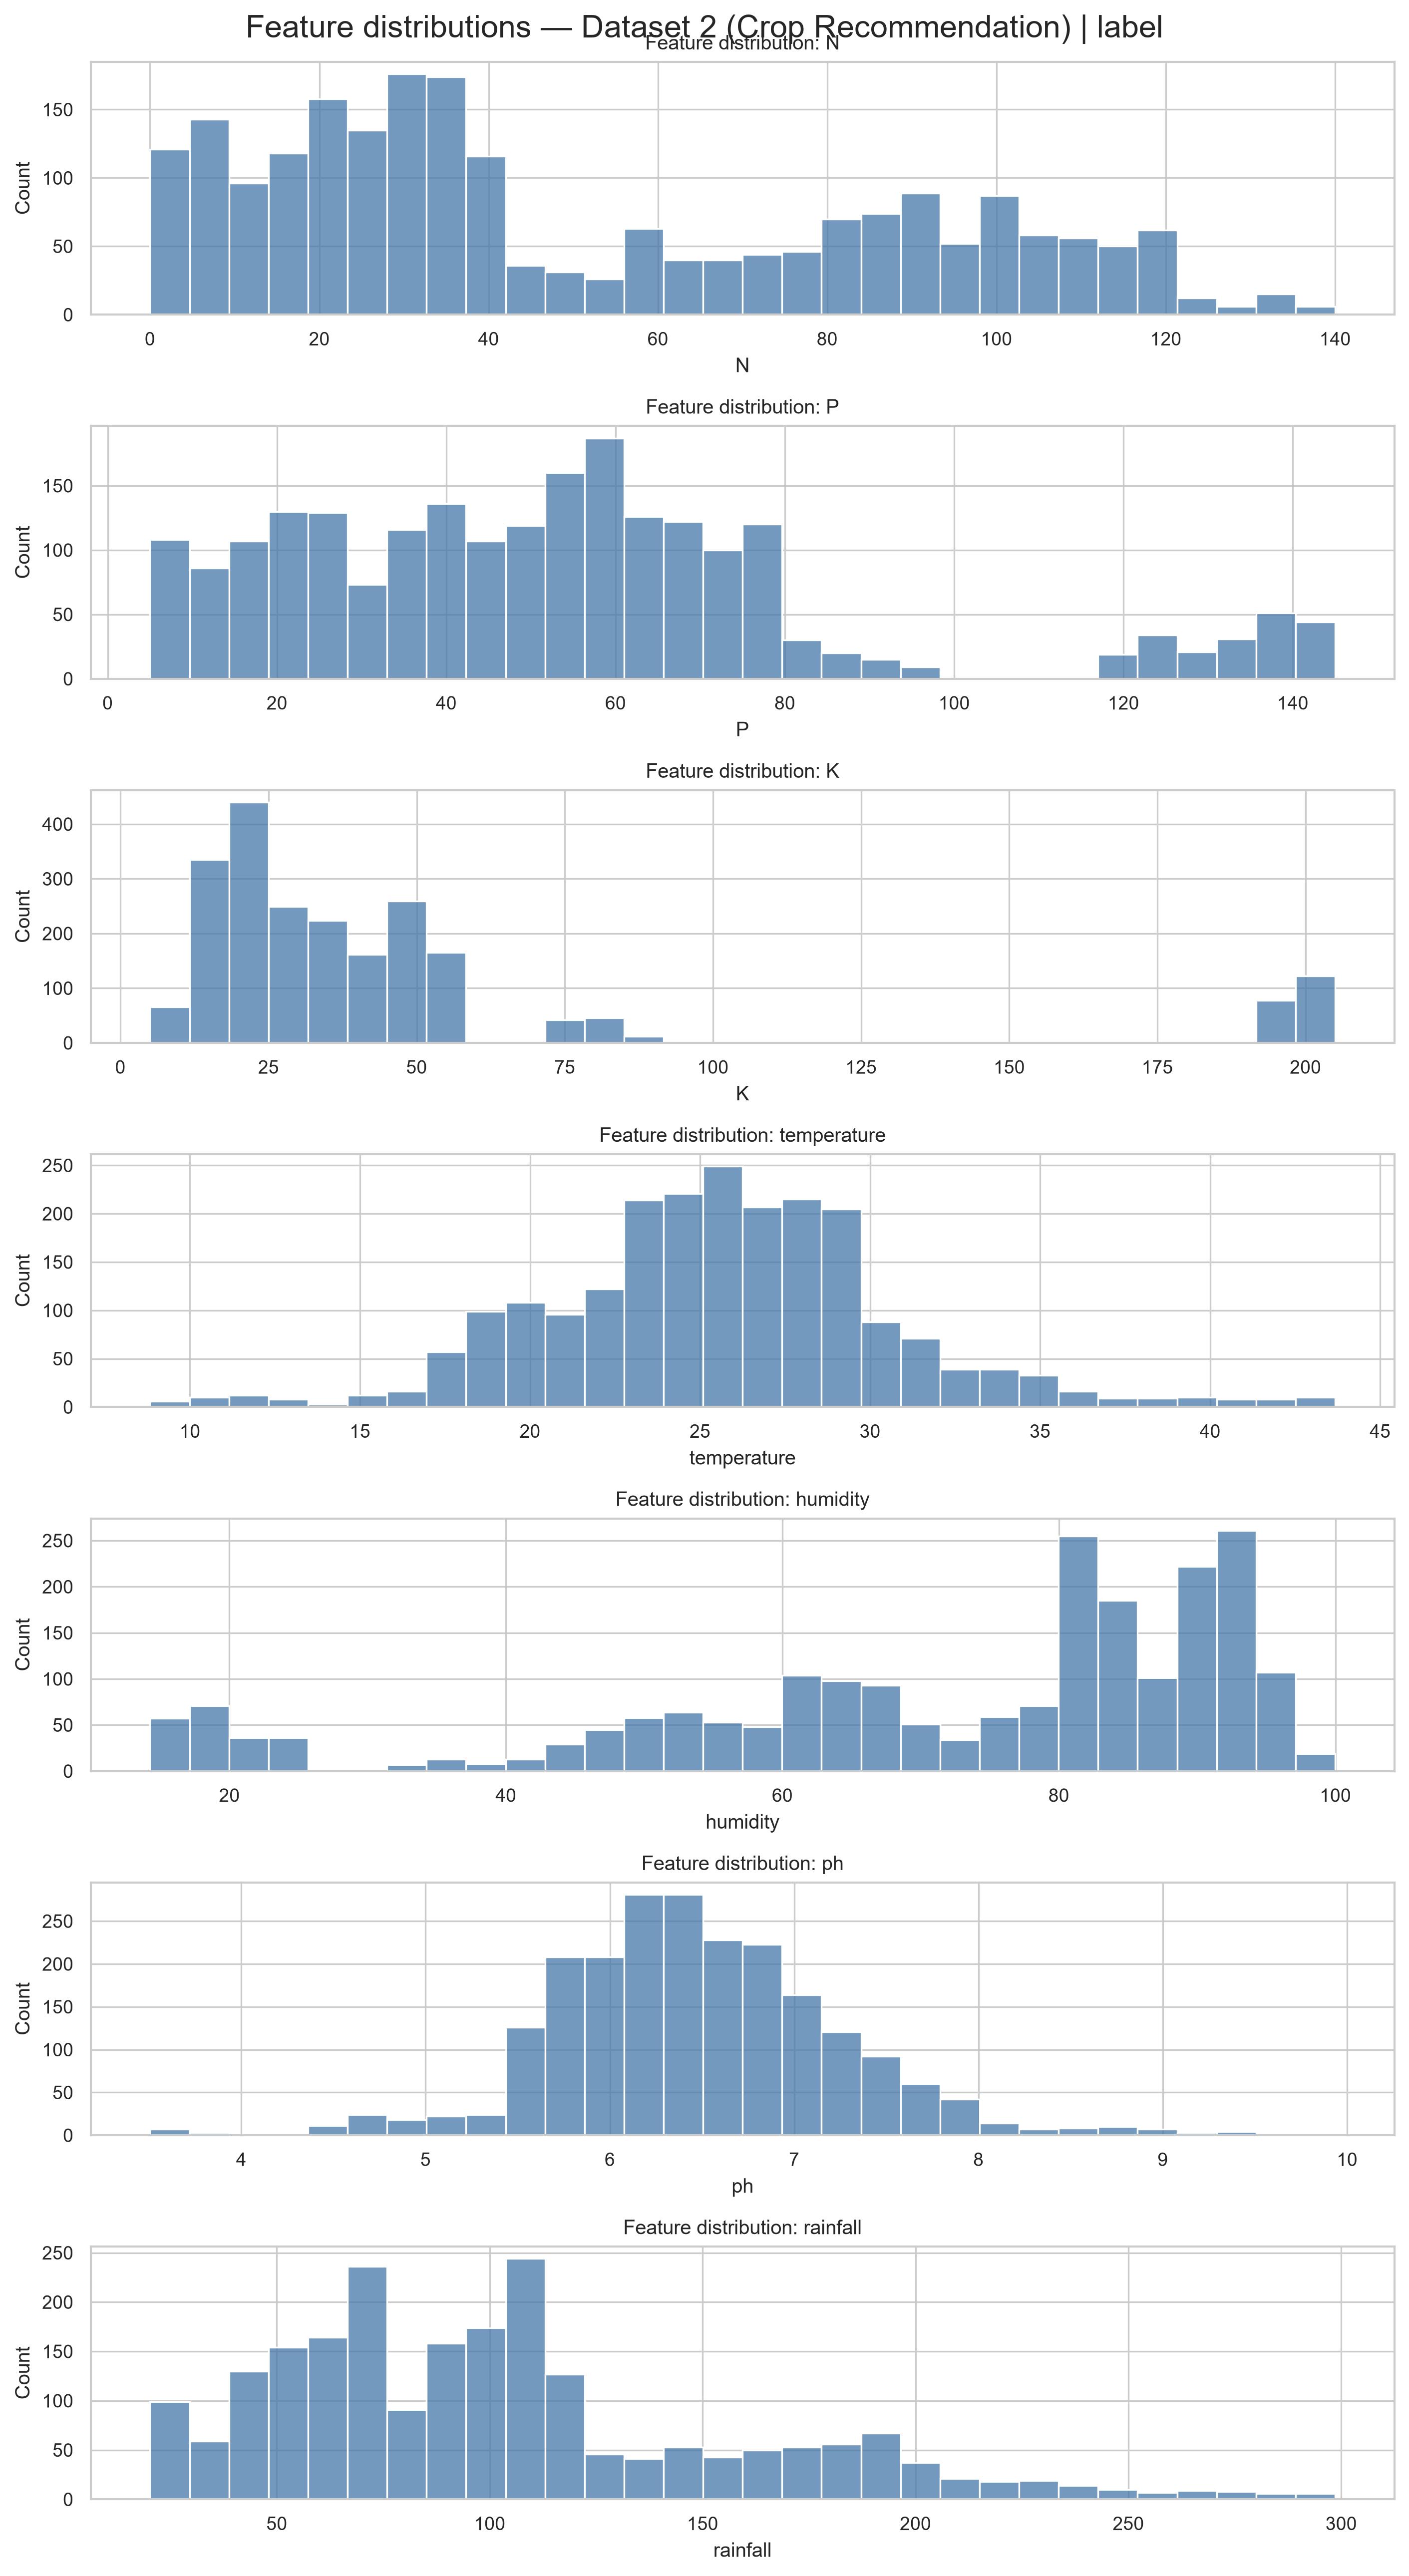 Feature distributions — Dataset 2 (Crop Recommendation) | label
Feature distribution: N
150
100
50
0
Count
0 20 40 60 80 100 120 140
N
Feature distribution: P
150
100
50
0
Count
0 20 40 60 80 100 120 140
P
Feature distribution: K
400
300
200
100
0
Count
0 25 50 75 100 125 150 175 200
K
Feature distribution: temperature
250
200
150
100
50
0
Count
10 15 20 25 30 35 40 45
temperature
Feature distribution: humidity
250
200
150
100
50
0
Count
20 40 60 80 100
humidity
Feature distribution: ph
250
200
150
100
50
0
Count
4 5 6 7 8 9 10
ph
Feature distribution: rainfall
250
200
150
100
50
0
Count
50 100 150 200 250 300
rainfall